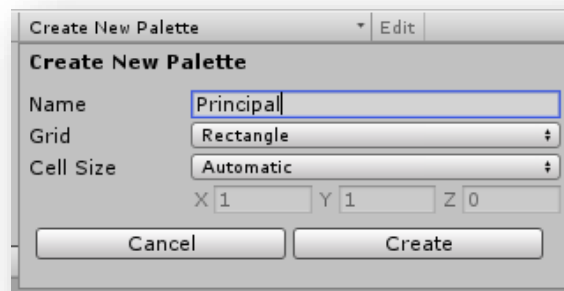 Create New Palette Edit
Create New Palette
Name Principal
Grid Rectangle
Cell Size Automatic
X 1 Y 1 Z 0
Cancel Create